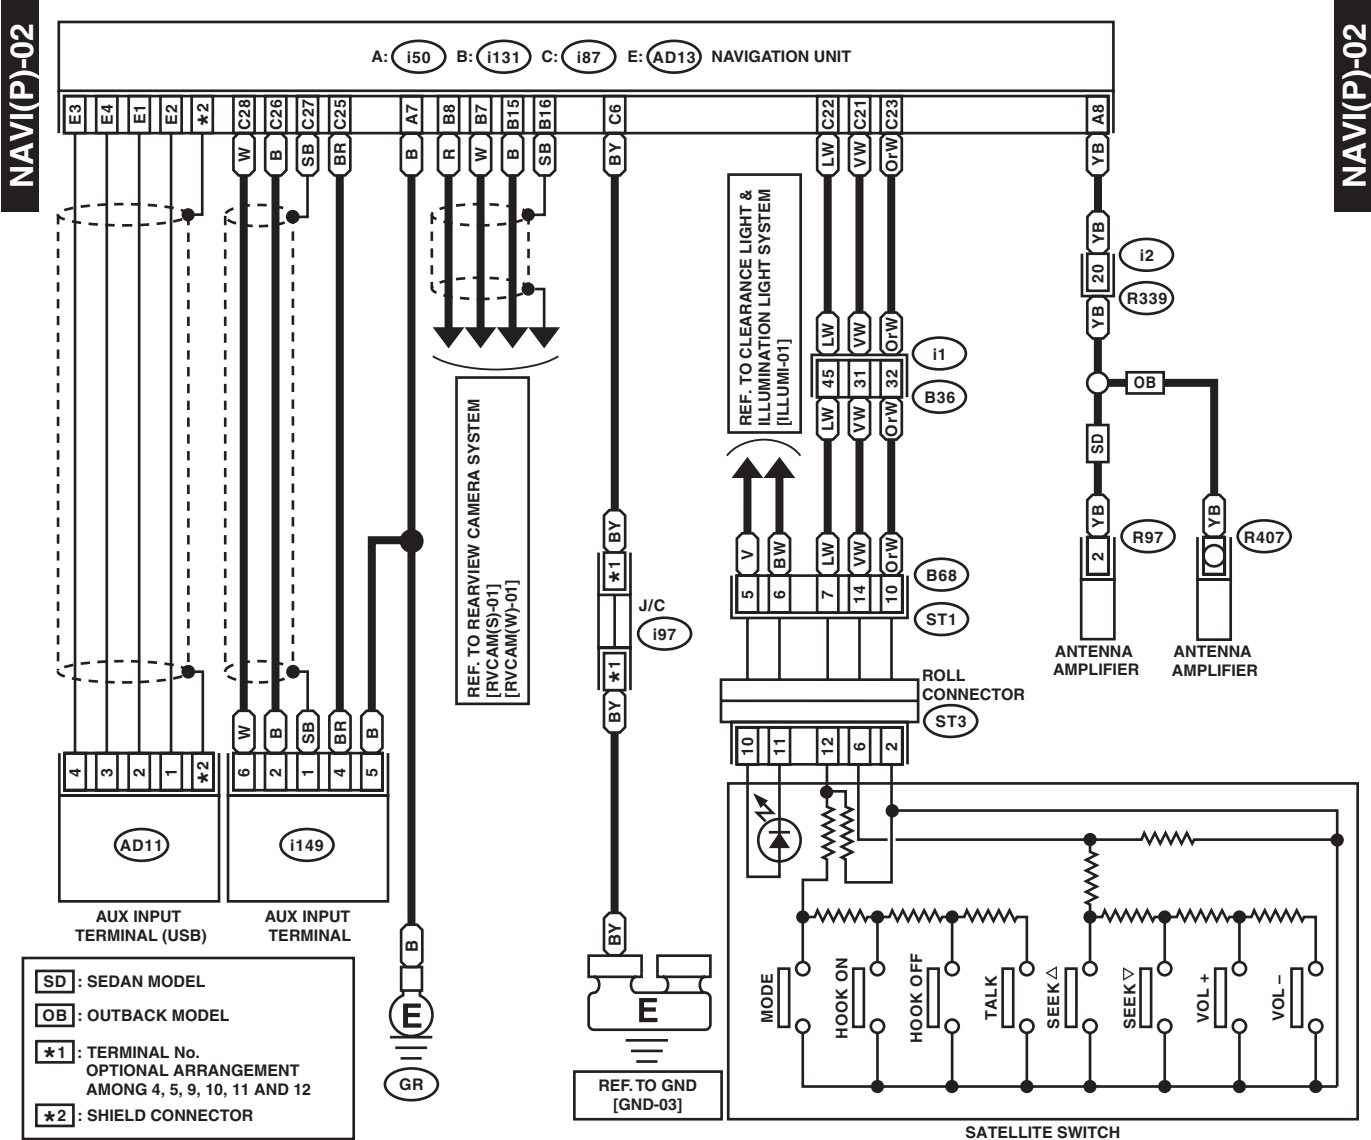 NAVI(P)-02
NAVI(P)-02
A: i50 B: i131 C: i87 E: AD13 NAVIGATION UNIT
E3 E4 E1 E2 *2 C28 C26 C27 C25 A7 B8 B7 B15 B16 C6 C22 C21 C23 A8
W B SB BR B R W B SB BY LW VW OrW YB
REF. TO CLEARANCE LIGHT &
ILLUMINATION LIGHT SYSTEM
[ILLUMI-01]
YB
20
i2
R339
YB
LW VW OrW
45 31 32
i1
B36
LW VW OrW
OB
SD
REF. TO REARVIEW CAMERA SYSTEM
[RVCAM(S)-01]
[RVCAM(W)-01]
BY
*1
J/C
i97
*1
BY
V BW LW VW OrW
5 6 7 14 10
B68
ST1
YB YB
2
R97
R407
ANTENNA
AMPLIFIER
ANTENNA
AMPLIFIER
ROLL
CONNECTOR
ST3
10 11 12 6 2
W B SB BR B
4 3 2 1 *2
6 2 1 4 5
AD11
i149
AUX INPUT
TERMINAL (USB)
AUX INPUT
TERMINAL
B
E
GR
BY
E
REF. TO GND
[GND-03]
MODE
HOOK ON
HOOK OFF
TALK
SEEK△
SEEK▽
VOL +
VOL −
SATELLITE SWITCH
SD : SEDAN MODEL
OB : OUTBACK MODEL
*1 : TERMINAL No.
OPTIONAL ARRANGEMENT
AMONG 4, 5, 9, 10, 11 AND 12
*2 : SHIELD CONNECTOR